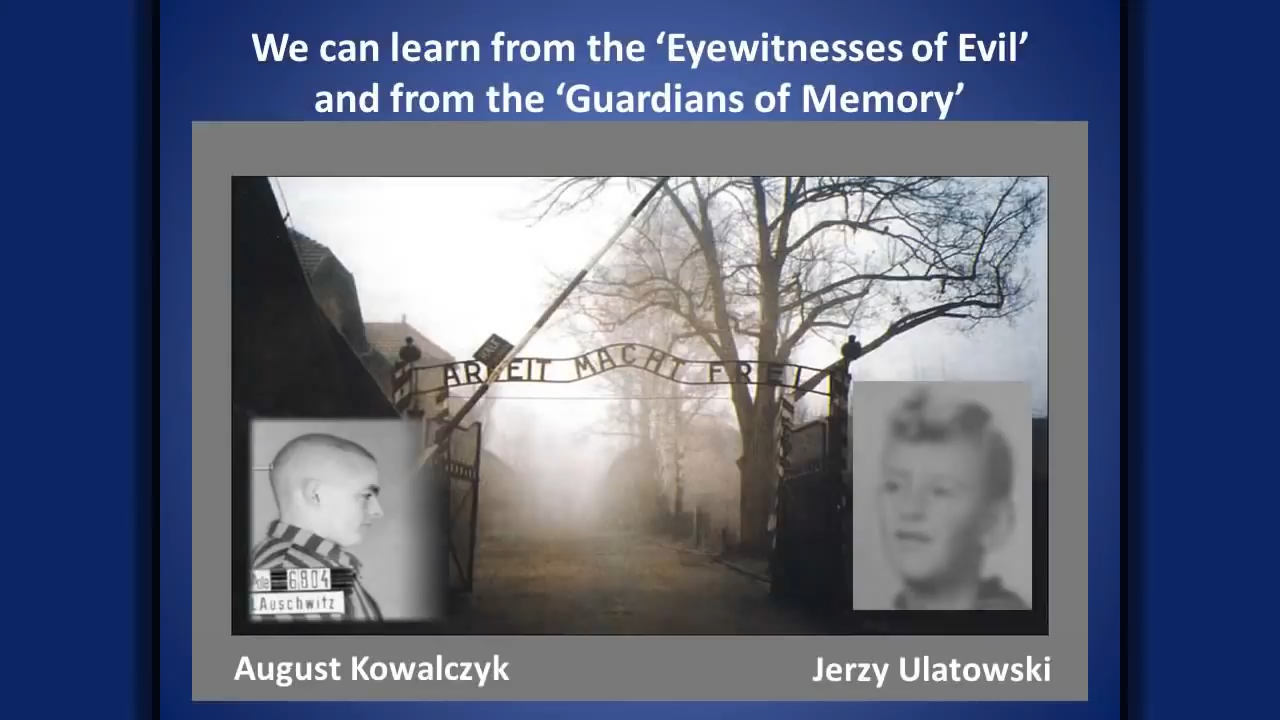 We can learn from the ‘Eyewitnesses of Evil’
and from the ‘Guardians of Memory’
HALT
ARBEIT MACHT FREI
6804
Auschwitz
August Kowalczyk
Jerzy Ulatowski